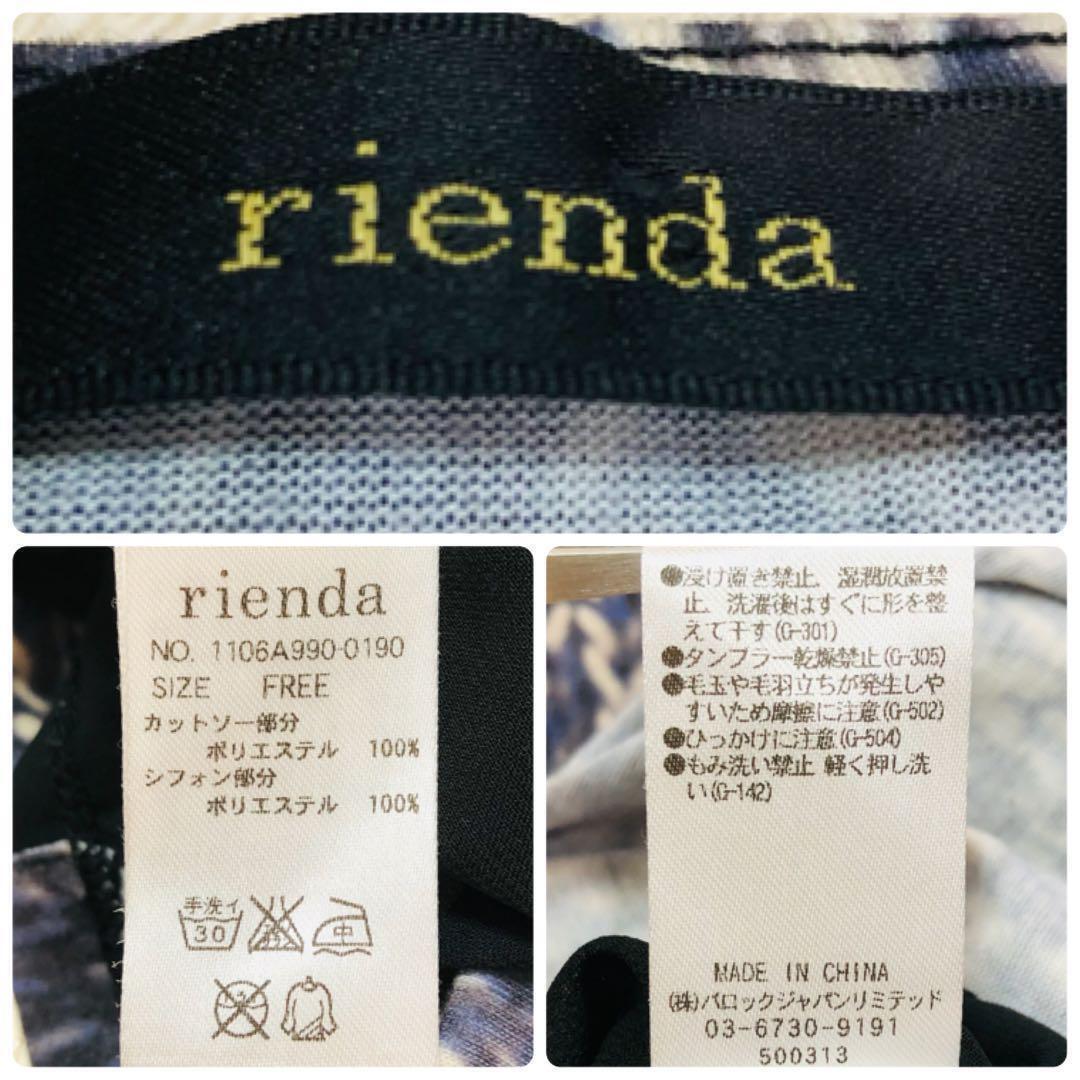 rienda
rienda
NO. 1106A990-0190
SIZE FREE
カットソー部分
ポリエステル 100%
シフォン部分
ポリエステル 100%
手洗イ
30
中
●浸け置き禁止、湿潤放置禁
止、洗濯後はすぐに形を整
えて干す(G-301)
●タンブラー乾燥禁止(G-305)
●毛玉や毛羽立ちが発生しや
すいため摩擦に注意(G-502)
●ひっかけに注意(G-504)
●もみ洗い禁止 軽く押し洗
い(G-142)
MADE IN CHINA
(株)バロックジャパンリミテッド
03-6730-9191
500313